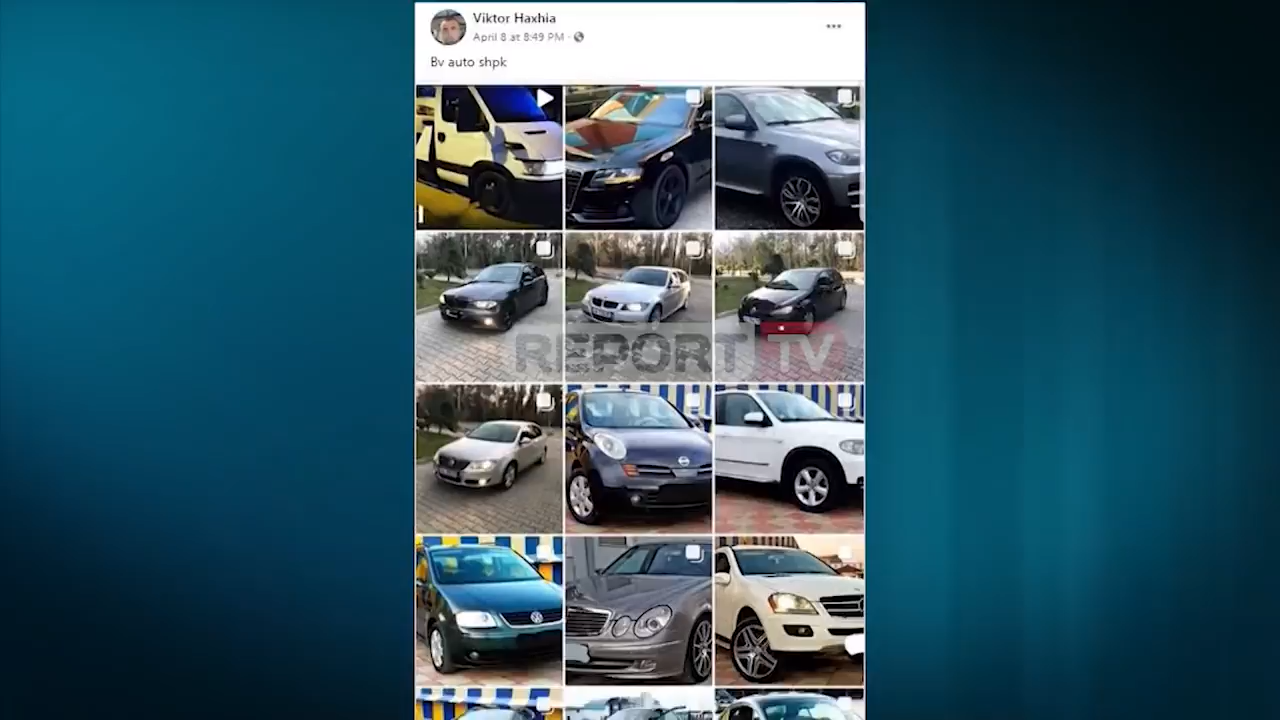 Viktor Haxhia
April 8 at 8:49 PM ·
Bv auto shpk
REPORT TV